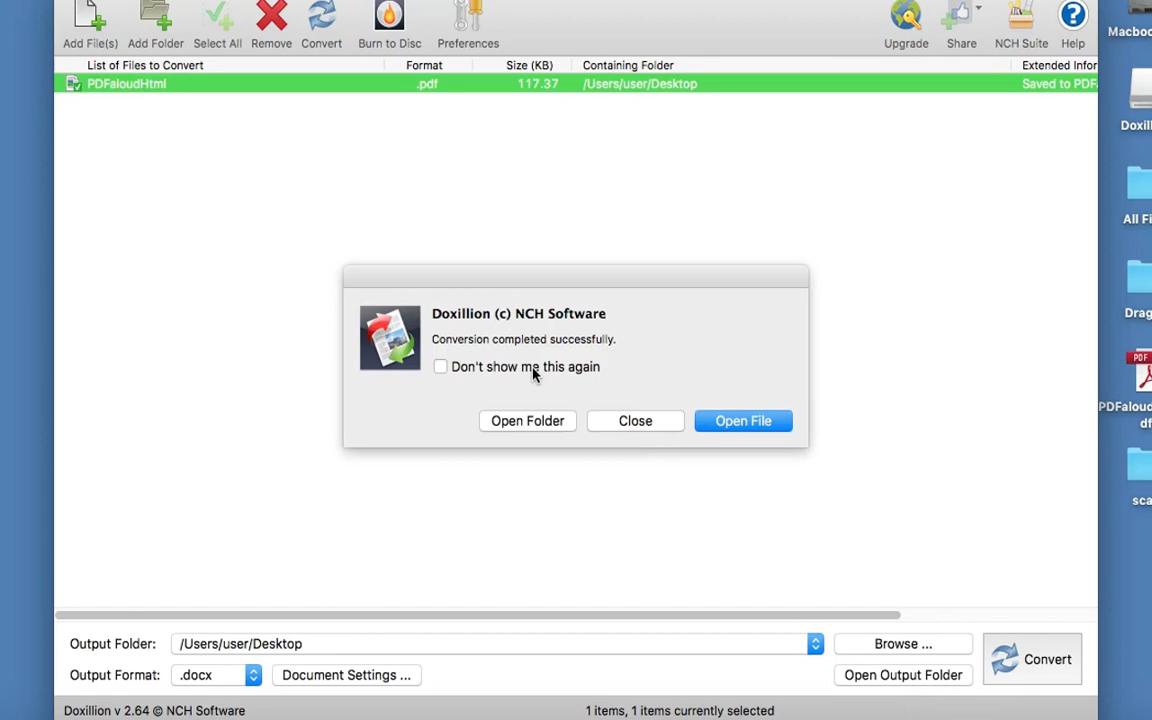 Add File(s) Add Folder Select All Remove Convert Burn to Disc Preferences Upgrade Share NCH Suite Help
List of Files to Convert Format Size (KB) Containing Folder Extended Infor
PDFaloudHtml .pdf 117.37 /Users/user/Desktop Saved to PDF
Doxillion (c) NCH Software
Conversion completed successfully.
Don't show me this again
Open Folder Close Open File
Output Folder: /Users/user/Desktop Browse ...
Output Format: .docx Document Settings ... Open Output Folder Convert
Doxillion v 2.64 © NCH Software 1 items, 1 items currently selected
Macboo
Doxill
All Fi
Drag
PDF
PDFaloud
df
sca